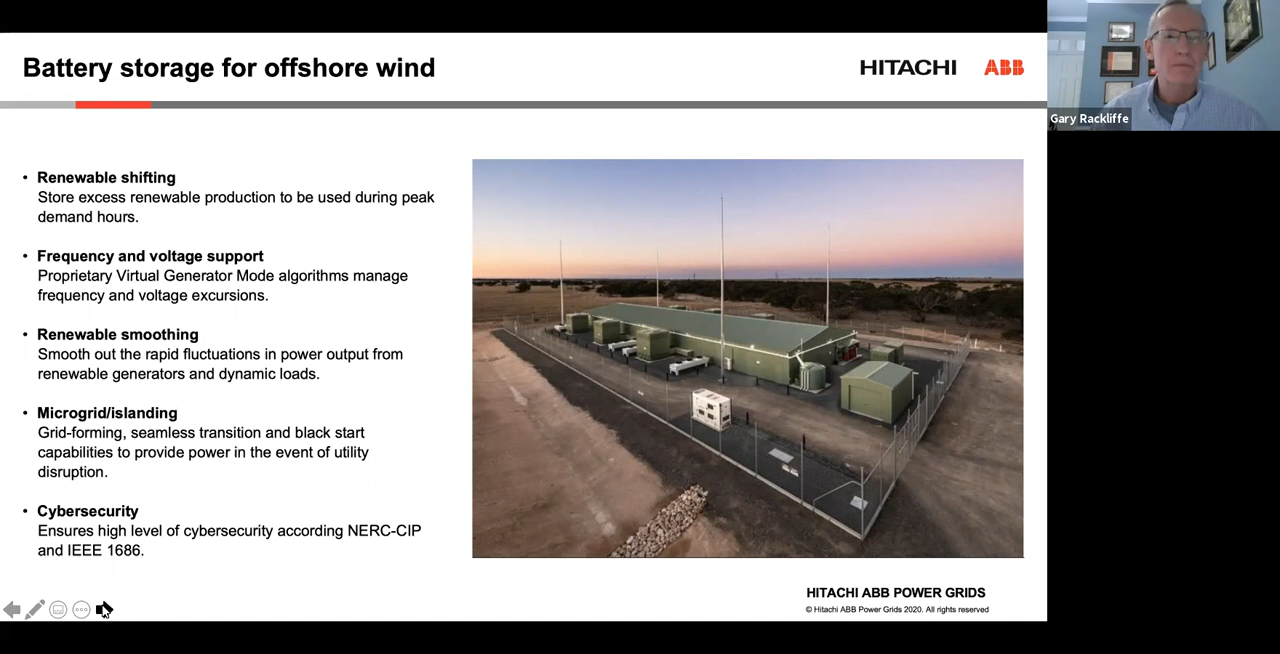 Battery storage for offshore wind
HITACHI ABB
Gary Rackliffe
• Renewable shifting
Store excess renewable production to be used during peak
demand hours.
• Frequency and voltage support
Proprietary Virtual Generator Mode algorithms manage
frequency and voltage excursions.
• Renewable smoothing
Smooth out the rapid fluctuations in power output from
renewable generators and dynamic loads.
• Microgrid/islanding
Grid-forming, seamless transition and black start
capabilities to provide power in the event of utility
disruption.
• Cybersecurity
Ensures high level of cybersecurity according NERC-CIP
and IEEE 1686.
HITACHI ABB POWER GRIDS
© Hitachi ABB Power Grids 2020. All rights reserved